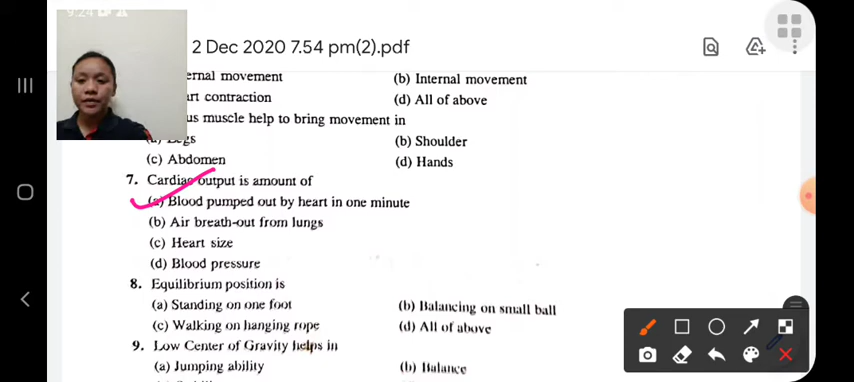 9:24
2 Dec 2020 7.54 pm(2).pdf
ernal movement (b) Internal movement
rt contraction (d) All of above
us muscle help to bring movement in
(a) Legs (b) Shoulder
(c) Abdomen (d) Hands
7. Cardiac output is amount of
(a) Blood pumped out by heart in one minute
(b) Air breath-out from lungs
(c) Heart size
(d) Blood pressure
8. Equilibrium position is
(a) Standing on one foot (b) Balancing on small ball
(c) Walking on hanging rope (d) All of above
9. Low Center of Gravity helps in
(a) Jumping ability (b) Balance